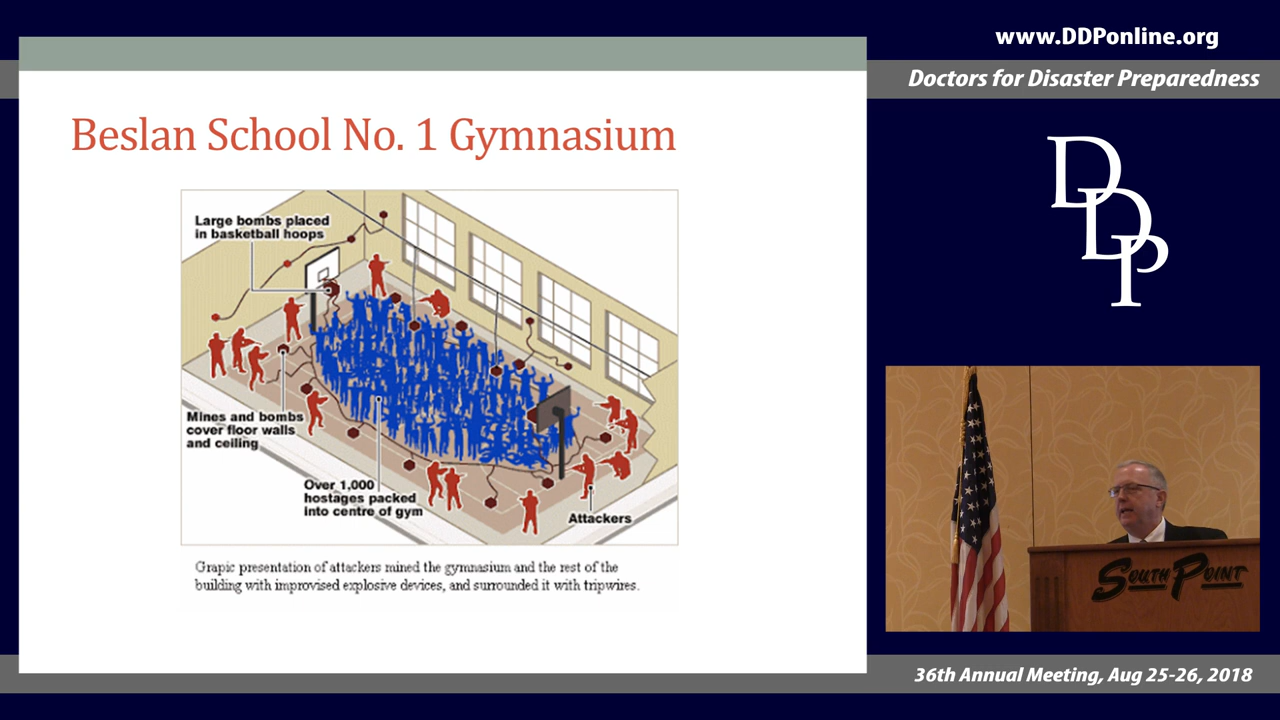 www.DDPonline.org
Doctors for Disaster Preparedness
Beslan School No. 1 Gymnasium
Large bombs placed
in basketball hoops
Mines and bombs
cover floor walls
and ceiling
Over 1,000
hostages packed
into centre of gym
Attackers
Grapic presentation of attackers mined the gymnasium and the rest of the
building with improvised explosive devices, and surrounded it with tripwires.
DDP
SOUTH POINT
36th Annual Meeting, Aug 25-26, 2018